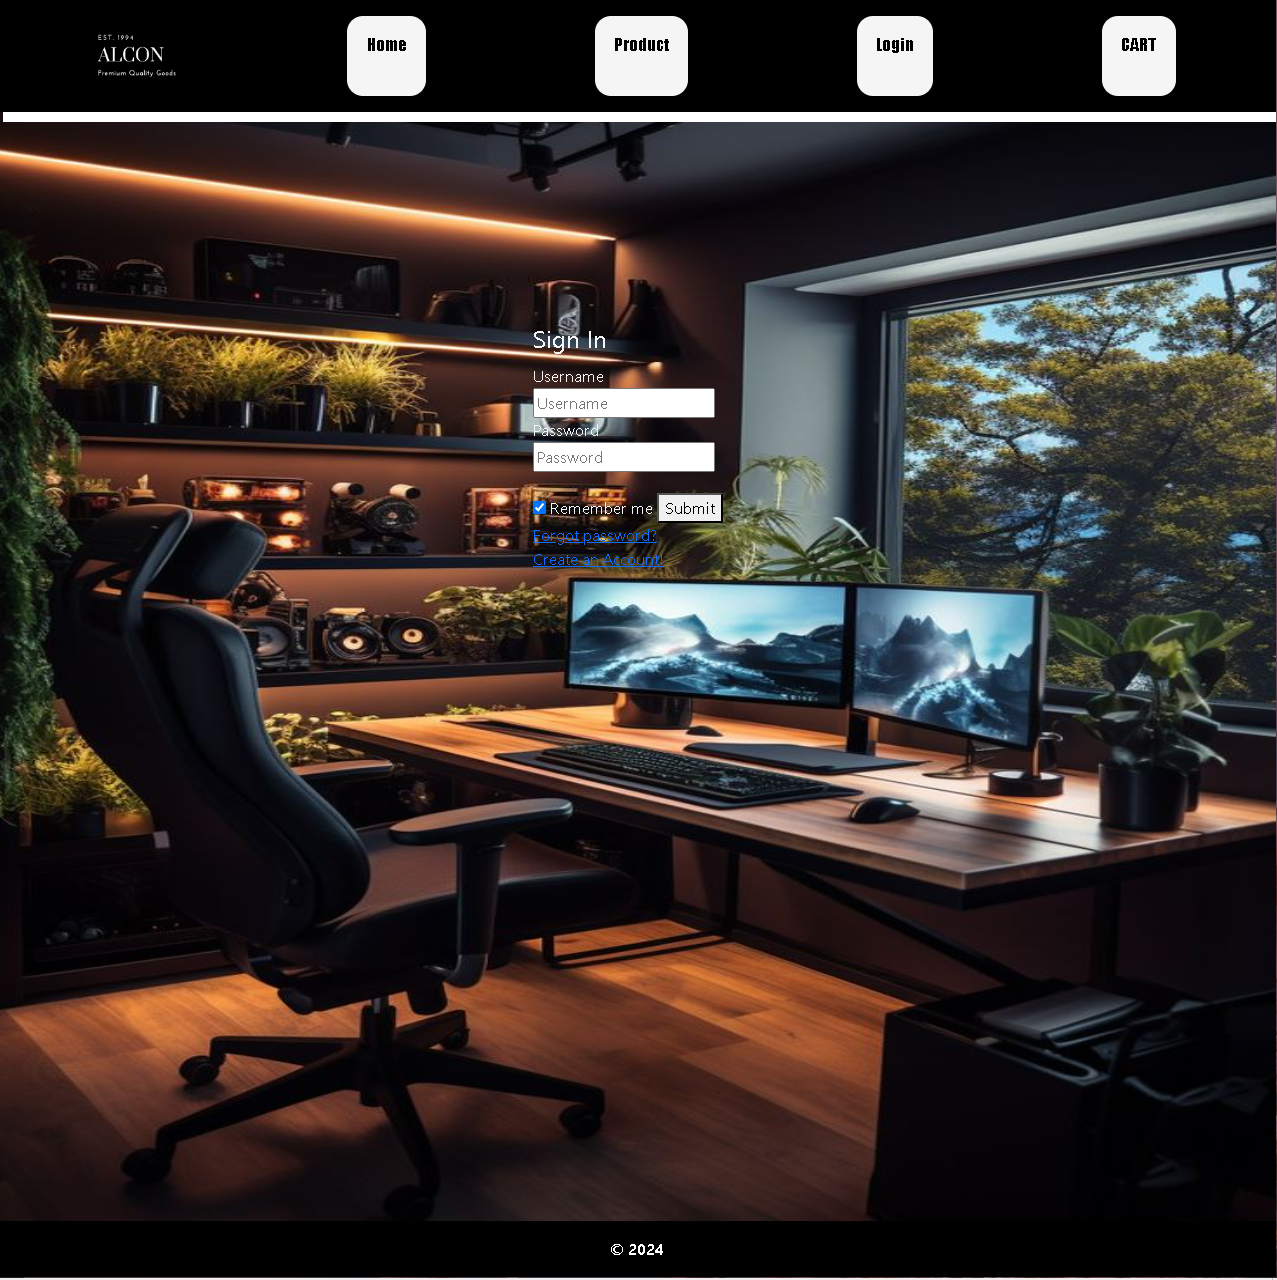 EST. 1994
ALCON
Premium Quality Goods
Home
Product
Login
CART
Sign In
Username
Username
Password
Password
Remember me Submit
Forgot password?
Create an Account!
© 2024